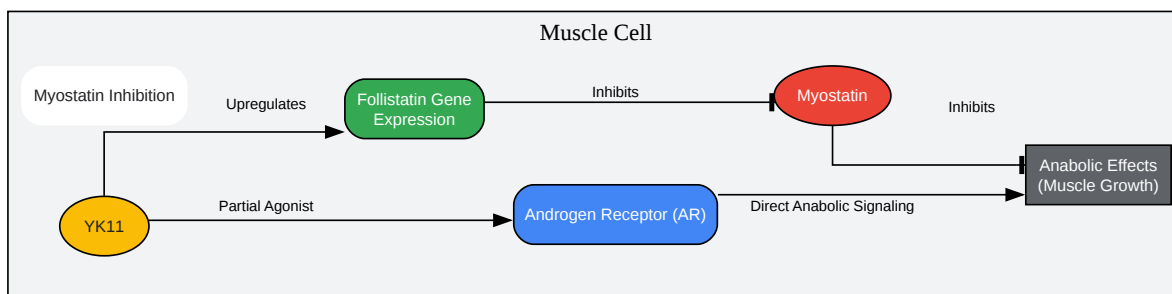 Muscle Cell
Myostatin Inhibition
Upregulates
Follistatin Gene
Expression
Inhibits
Myostatin
Inhibits
Anabolic Effects
(Muscle Growth)
YK11
Partial Agonist
Androgen Receptor (AR)
Direct Anabolic Signaling